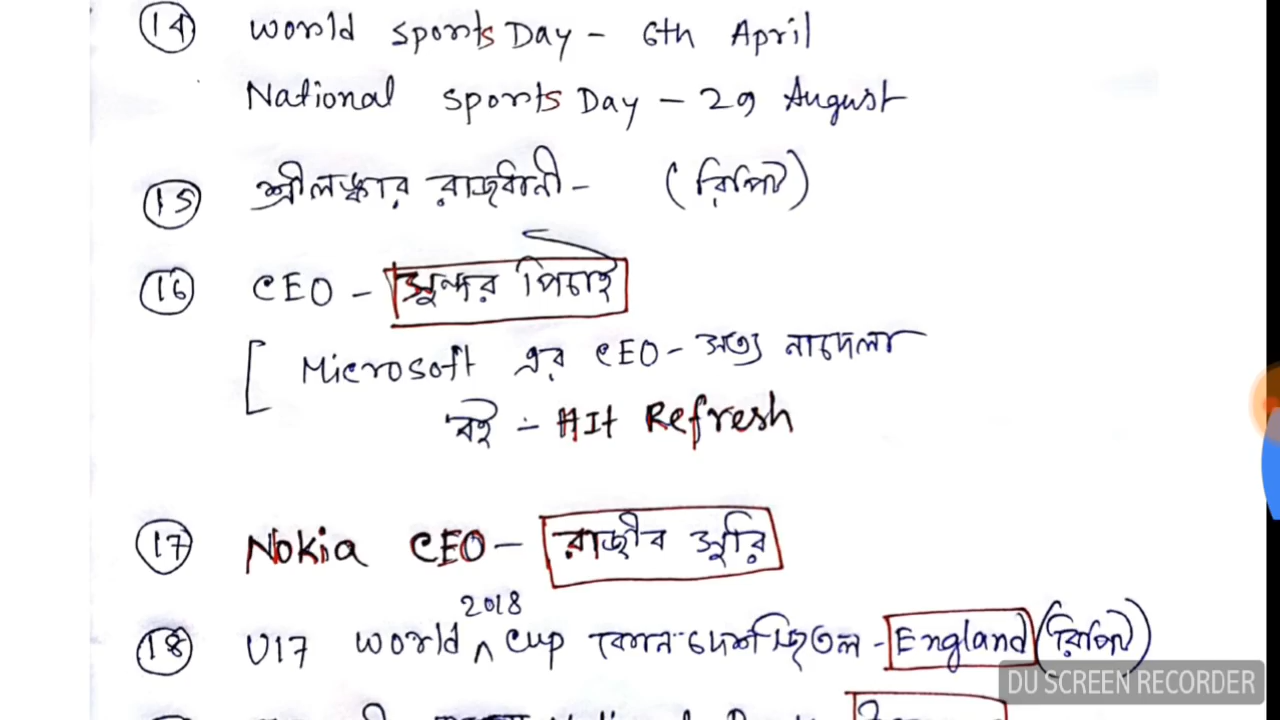 (14) World Sports Day - 6th April
National Sports Day - 29 August
(15) শ্রীলঙ্কার রাজধানী - (রিপিট)
(16) CEO - সুন্দর পিচাই
[ Microsoft এর CEO - সত্য নাদেলা
বই :- HIt Refresh
(17) Nokia CEO - রাজীব সুরি
2018
(18) U17 World ^ Cup কোন দেশ জিতল - England (রিপিট)
DU SCREEN RECORDER
National